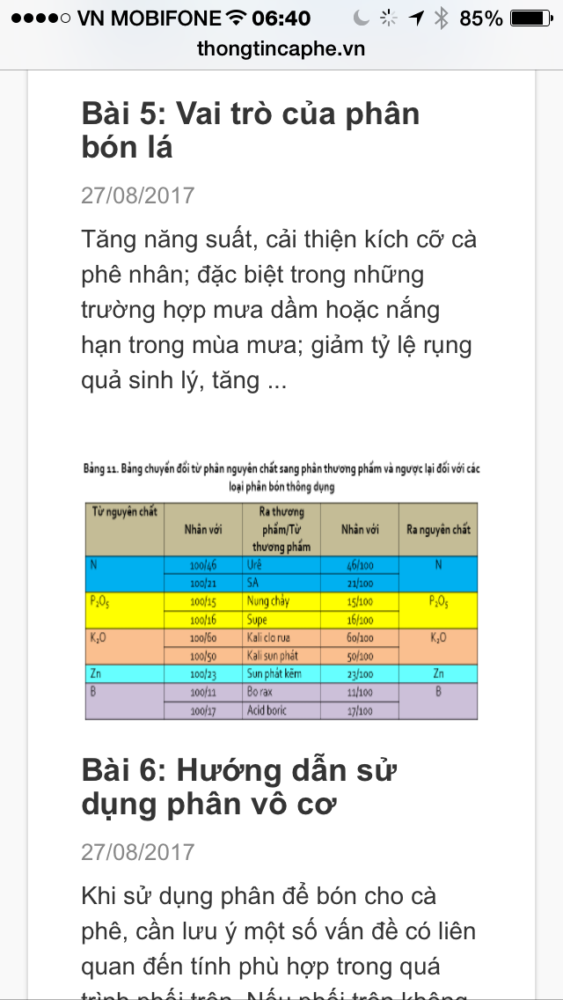 VN MOBIFONE 06:40 85%
thongtincaphe.vn
Bài 5: Vai trò của phân
bón lá
27/08/2017
Tăng năng suất, cải thiện kích cỡ cà
phê nhân; đặc biệt trong những
trường hợp mưa dầm hoặc nắng
hạn trong mùa mưa; giảm tỷ lệ rụng
quả sinh lý, tăng ...
Bảng 11. Bảng chuyển đổi từ phân nguyên chất sang phân thương phẩm và ngược lại đối với các
loại phân bón thông dụng
Từ nguyên chất Nhân với Ra thương phẩm/Từ thương phẩm Nhân với Ra nguyên chất
N 100/46 Urê 46/100 N
100/21 SA 21/100
P₂O₅ 100/15 Nung chảy 15/100 P₂O₅
100/16 Supe 16/100
K₂O 100/60 Kali clo rua 60/100 K₂O
100/50 Kali sun phát 50/100
Zn 100/23 Sun phát kẽm 23/100 Zn
B 100/11 Bo rax 11/100 B
100/17 Acid boric 17/100
Bài 6: Hướng dẫn sử
dụng phân vô cơ
27/08/2017
Khi sử dụng phân để bón cho cà
phê, cần lưu ý một số vấn đề có liên
quan đến tính phù hợp trong quá
trình phối trộn. Nếu phối trộn không